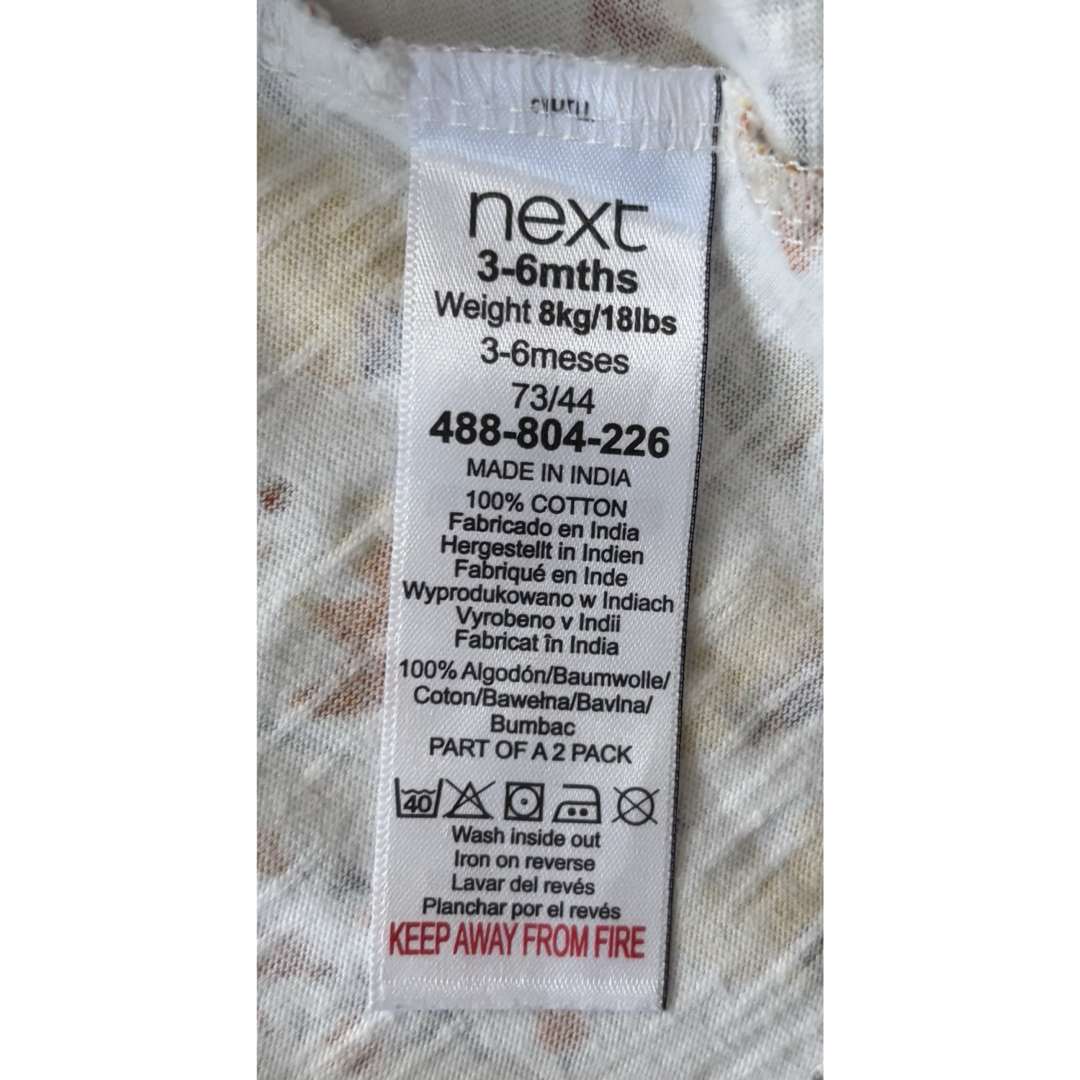 next
3-6mths
Weight 8kg/18lbs
3-6meses
73/44
488-804-226
MADE IN INDIA
100% COTTON
Fabricado en India
Hergestellt in Indien
Fabriqué en Inde
Wyprodukowano w Indiach
Vyrobeno v Indii
Fabricat în India
100% Algodón/Baumwolle/
Coton/Bawełna/Bavlna/
Bumbac
PART OF A 2 PACK
40
Wash inside out
Iron on reverse
Lavar del revés
Planchar por el revés
KEEP AWAY FROM FIRE